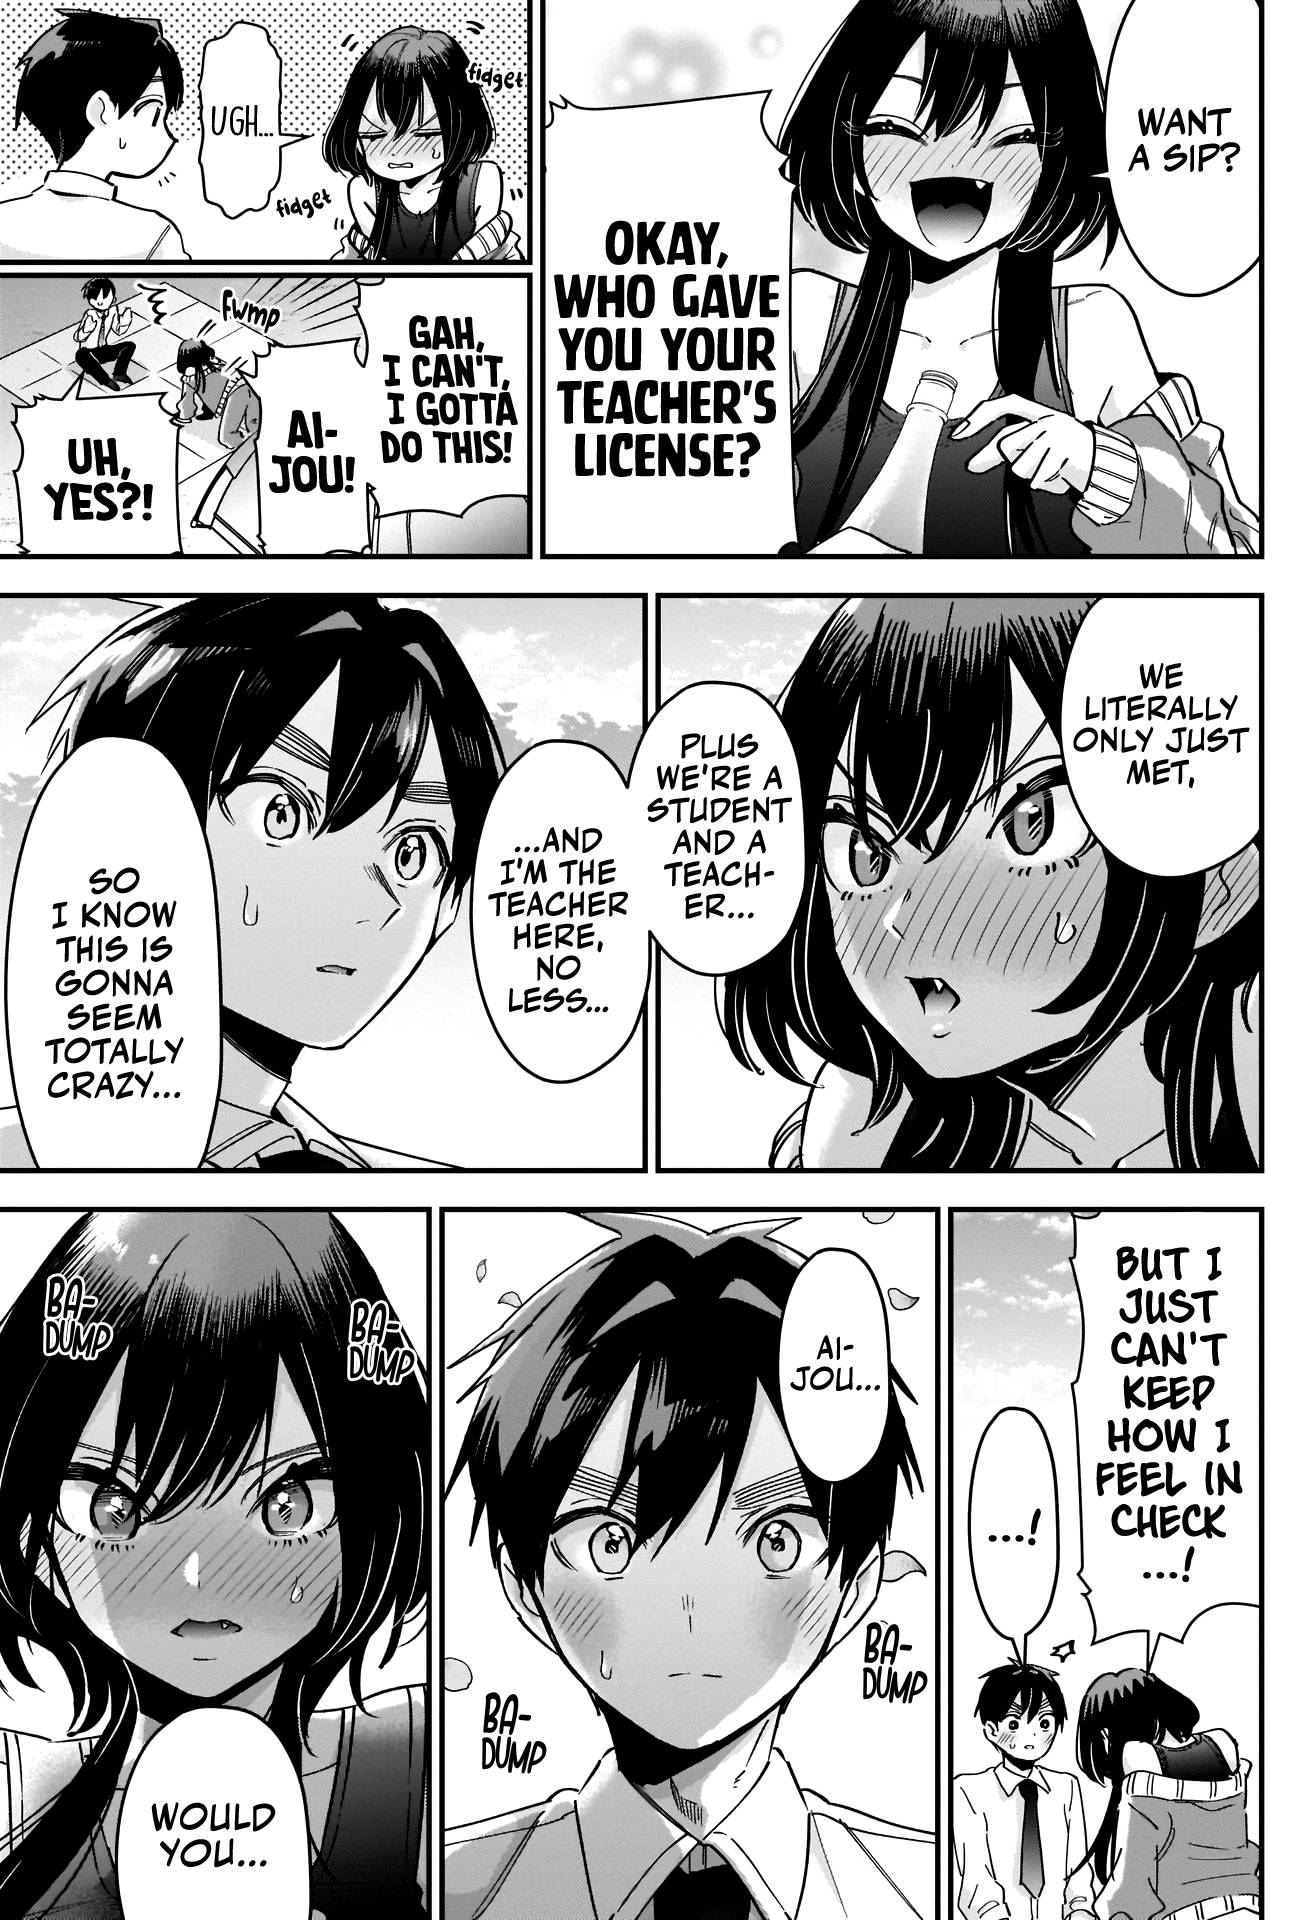 WANT
A SIP?
OKAY,
WHO GAVE
YOU YOUR
TEACHER'S
LICENSE?
fidget
UGH...
fidget
GAH,
I CAN'T,
I GOTTA
DO THIS!
FWMP
AI-
JOU!
UH,
YES?!
WE
LITERALLY
ONLY JUST
MET,
PLUS
WE'RE A
STUDENT
AND A
TEACH-
ER...
...AND
I'M THE
TEACHER
HERE,
NO
LESS...
SO
I KNOW
THIS IS
GONNA
SEEM
TOTALLY
CRAZY...
BUT I
JUST
CAN'T
KEEP
HOW I
FEEL IN
CHECK
...!
...!
AI-
JOU...
BA-
DUMP
BA-
DUMP
BA-
DUMP
BA-
DUMP
WOULD
YOU...